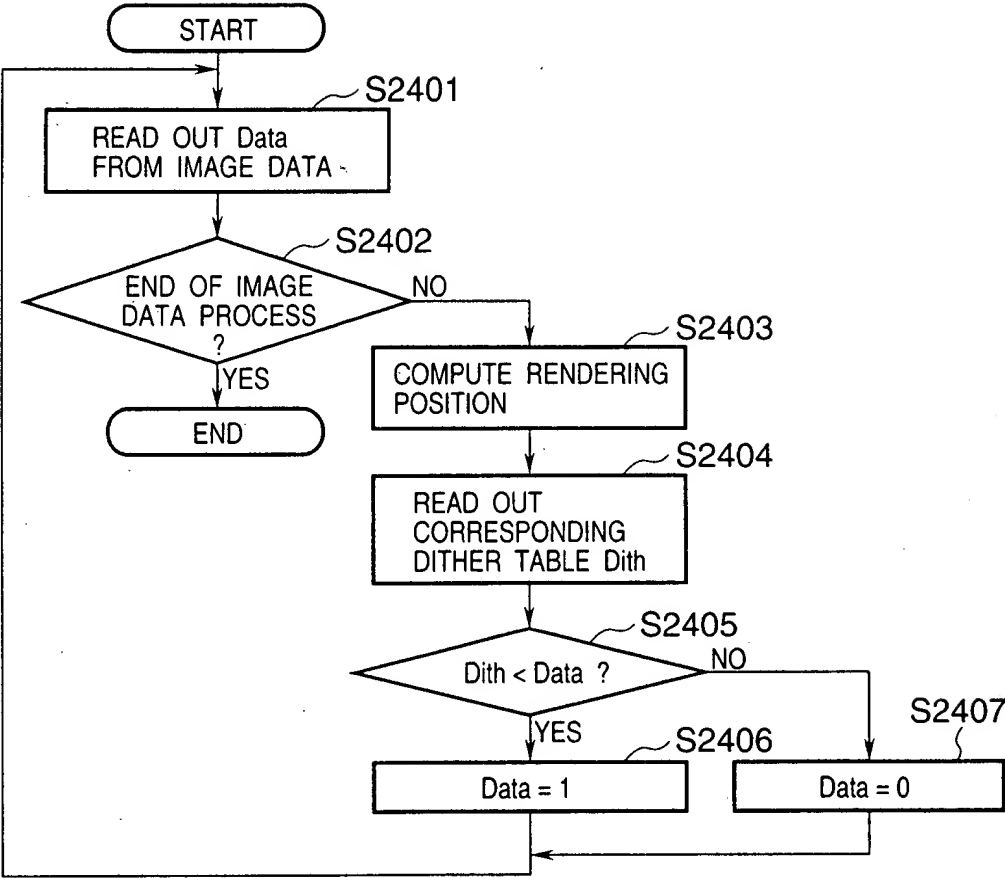 START
S2401
READ OUT Data
FROM IMAGE DATA
S2402
END OF IMAGE
DATA PROCESS
?
NO
YES
END
S2403
COMPUTE RENDERING
POSITION
S2404
READ OUT
CORRESPONDING
DITHER TABLE Dith
S2405
Dith < Data ?
NO
YES
S2406
Data = 1
S2407
Data = 0